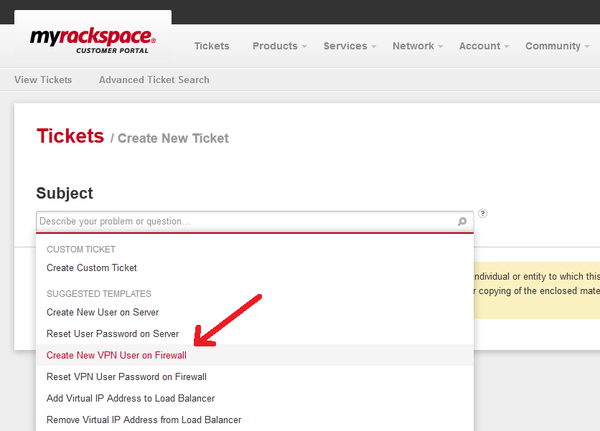 myrackspace®
CUSTOMER PORTAL
Tickets Products Services Network Account Community
View Tickets Advanced Ticket Search
Tickets / Create New Ticket
Subject
Describe your problem or question...
?
CUSTOM TICKET
Create Custom Ticket
ndividual or entity to which this
r copying of the enclosed mate
SUGGESTED TEMPLATES
Create New User on Server
Reset User Password on Server
Create New VPN User on Firewall
Reset VPN User Password on Firewall
Add Virtual IP Address to Load Balancer
Remove Virtual IP Address from Load Balancer